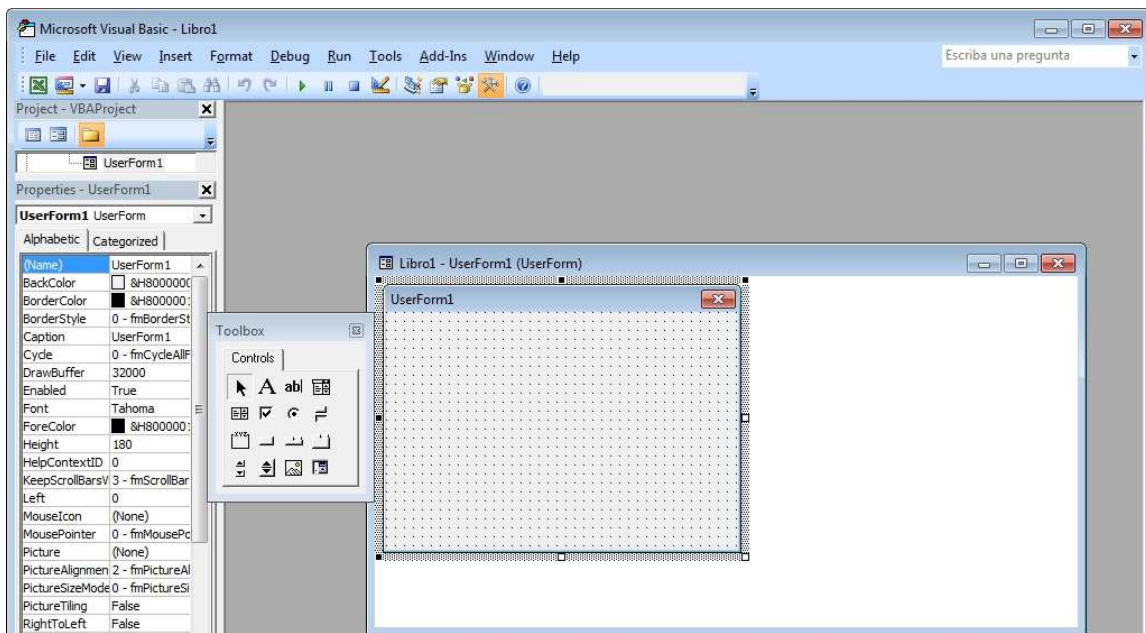 Microsoft Visual Basic - Libro1
File Edit View Insert Format Debug Run Tools Add-Ins Window Help
Escriba una pregunta
Project - VBAProject
UserForm1
Properties - UserForm1
UserForm1 UserForm
Alphabetic Categorized
(Name) UserForm1
BackColor &H8000000
BorderColor &H8000001
BorderStyle 0 - fmBorderSt
Caption UserForm1
Cycle 0 - fmCycleAllF
DrawBuffer 32000
Enabled True
Font Tahoma
ForeColor &H8000001
Height 180
HelpContextID 0
KeepScrollBarsV 3 - fmScrollBar
Left 0
MouseIcon (None)
MousePointer 0 - fmMousePo
Picture (None)
PictureAlignmen 2 - fmPictureAl
PictureSizeMode 0 - fmPictureSi
PictureTiling False
RightToLeft False
Toolbox
Controls
A ab|
XYZ
Libro1 - UserForm1 (UserForm)
UserForm1